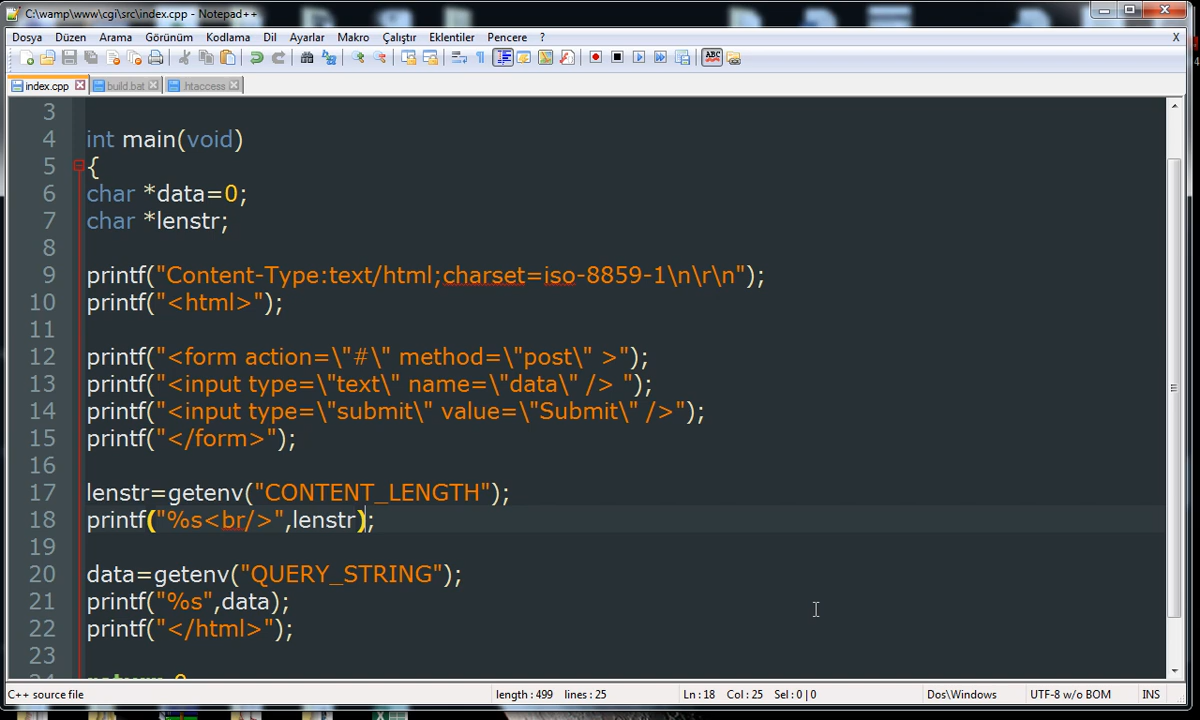 C:\wamp\www\cgi\src\index.cpp - Notepad++
Dosya Düzen Arama Görünüm Kodlama Dil Ayarlar Makro Çalıştır Eklentiler Pencere ? X
index.cpp build.bat .htaccess
3
4 int main(void)
5 {
6 char *data=0;
7 char *lenstr;
8
9 printf("Content-Type:text/html;charset=iso-8859-1\n\r\n");
10 printf("<html>");
11
12 printf("<form action=\"#\" method=\"post\" >");
13 printf("<input type=\"text\" name=\"data\" /> ");
14 printf("<input type=\"submit\" value=\"Submit\" />");
15 printf("</form>");
16
17 lenstr=getenv("CONTENT_LENGTH");
18 printf("%s<br/>",lenstr);
19
20 data=getenv("QUERY_STRING");
21 printf("%s",data);
22 printf("</html>");
23
C++ source file length : 499 lines : 25 Ln : 18 Col : 25 Sel : 0 | 0 Dos\Windows UTF-8 w/o BOM INS